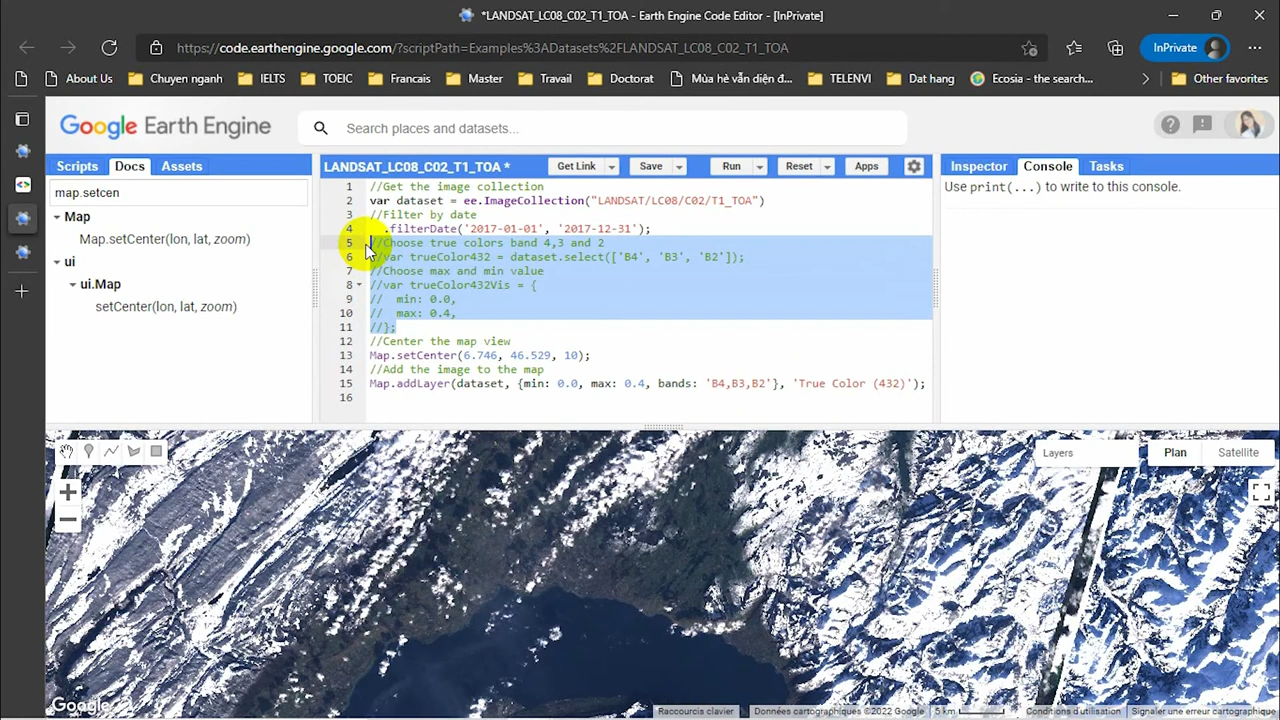 *LANDSAT_LC08_C02_T1_TOA - Earth Engine Code Editor - [InPrivate]
https://code.earthengine.google.com/?scriptPath=Examples%3ADatasets%2FLANDSAT_LC08_C02_T1_TOA
InPrivate
About Us
Chuyen nganh
IELTS
TOEIC
Francais
Master
Travail
Doctorat
Mùa hè vẫn diện đ...
TELENVI
Dat hang
Ecosia - the search...
Other favorites
Google Earth Engine
Search places and datasets...
Scripts Docs Assets
map.setcen
Map
Map.setCenter(lon, lat, zoom)
ui
ui.Map
setCenter(lon, lat, zoom)
LANDSAT_LC08_C02_T1_TOA *
Get Link
Save
Run
Reset
Apps
1 //Get the image collection
2 var dataset = ee.ImageCollection("LANDSAT/LC08/C02/T1_TOA")
3 //Filter by date
4 .filterDate('2017-01-01', '2017-12-31');
5 //Choose true colors band 4,3 and 2
6 //var trueColor432 = dataset.select(['B4', 'B3', 'B2']);
7 //Choose max and min value
8 //var trueColor432Vis = {
9 // min: 0.0,
10 // max: 0.4,
11 //};
12 //Center the map view
13 Map.setCenter(6.746, 46.529, 10);
14 //Add the image to the map
15 Map.addLayer(dataset, {min: 0.0, max: 0.4, bands: 'B4,B3,B2'}, 'True Color (432)');
16
Inspector Console Tasks
Use print(...) to write to this console.
Layers
Plan
Satellite
Google
Raccourcis clavier
Données cartographiques ©2022 Google
5 km
Conditions d'utilisation
Signaler une erreur cartographique